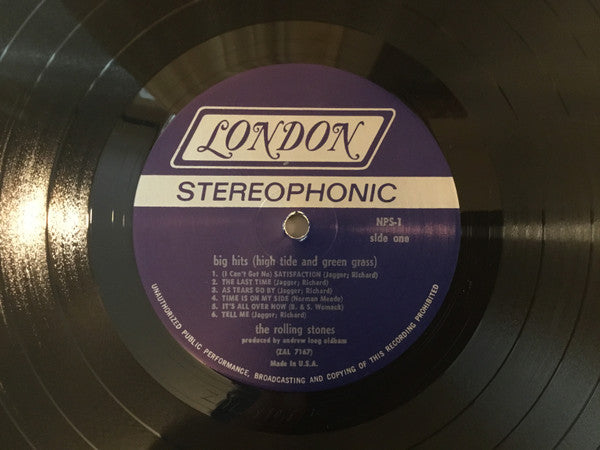 LONDON
STEREOPHONIC
NPS-1
side one
big hits (high tide and green grass)
1. (I Can't Get No) SATISFACTION (Jagger; Richard)
2. THE LAST TIME (Jagger; Richard)
3. AS TEARS GO BY (Jagger; Richard)
4. TIME IS ON MY SIDE (Norman Meade)
5. IT'S ALL OVER NOW (B. & S. Womack)
6. TELL ME (Jagger; Richard)
the rolling stones
produced by andrew loog oldham
(ZAL 7167)
Made in U.S.A.
UNAUTHORIZED PUBLIC PERFORMANCE, BROADCASTING AND COPYING OF THIS RECORDING PROHIBITED